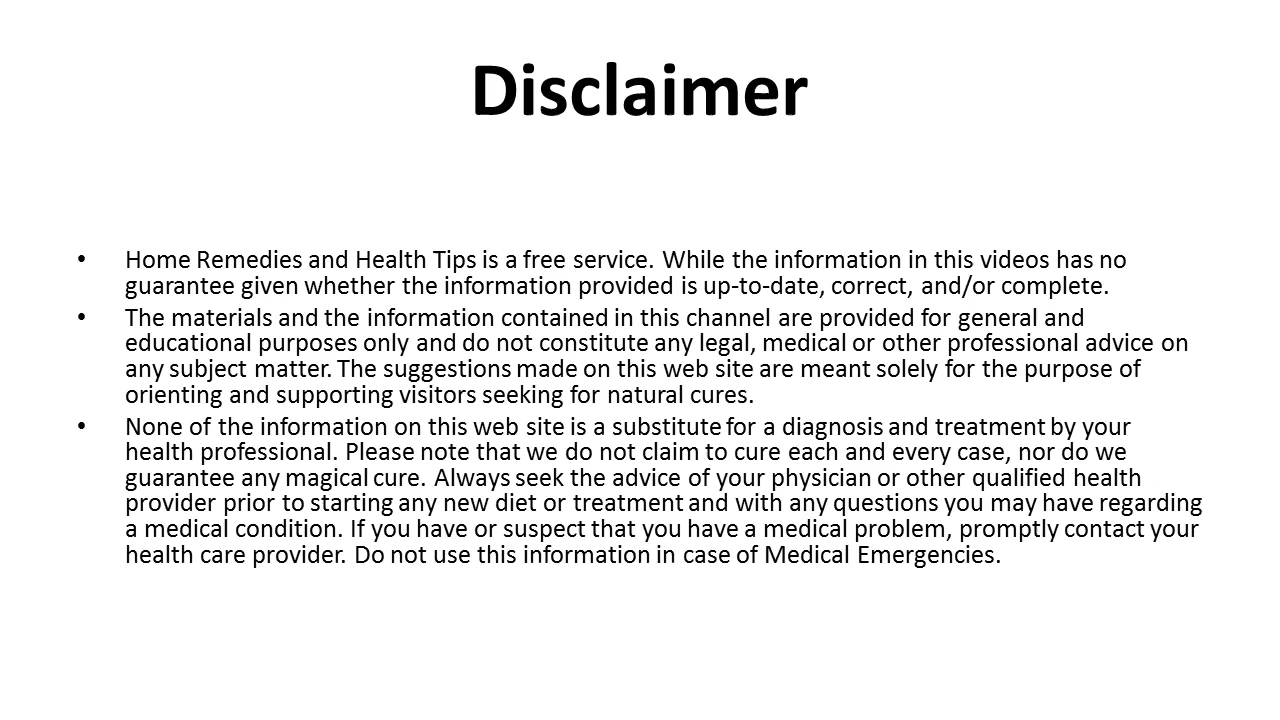 Disclaimer
• Home Remedies and Health Tips is a free service. While the information in this videos has no
guarantee given whether the information provided is up-to-date, correct, and/or complete.
• The materials and the information contained in this channel are provided for general and
educational purposes only and do not constitute any legal, medical or other professional advice on
any subject matter. The suggestions made on this web site are meant solely for the purpose of
orienting and supporting visitors seeking for natural cures.
• None of the information on this web site is a substitute for a diagnosis and treatment by your
health professional. Please note that we do not claim to cure each and every case, nor do we
guarantee any magical cure. Always seek the advice of your physician or other qualified health
provider prior to starting any new diet or treatment and with any questions you may have regarding
a medical condition. If you have or suspect that you have a medical problem, promptly contact your
health care provider. Do not use this information in case of Medical Emergencies.